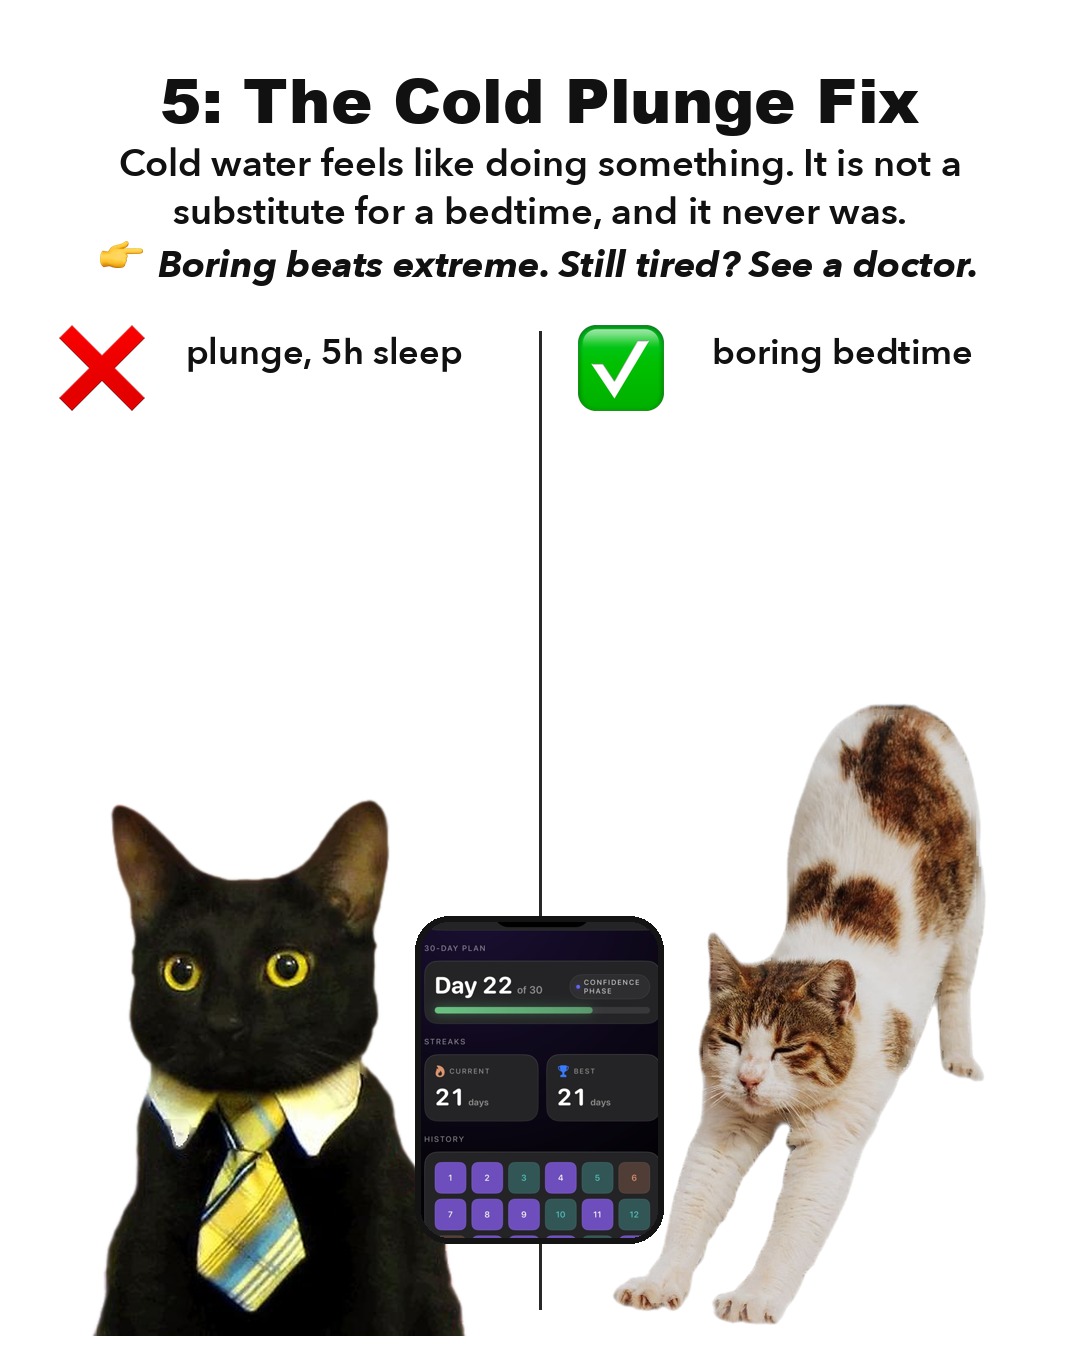 5: The Cold Plunge Fix
Cold water feels like doing something. It is not a
substitute for a bedtime, and it never was.
👉 Boring beats extreme. Still tired? See a doctor.
❌ plunge, 5h sleep
✅ boring bedtime
30-DAY PLAN
Day 22 of 30
CONFIDENCE
PHASE
STREAKS
CURRENT
21 days
BEST
21 days
HISTORY
1 2 3 4 5 6
7 8 9 10 11 12